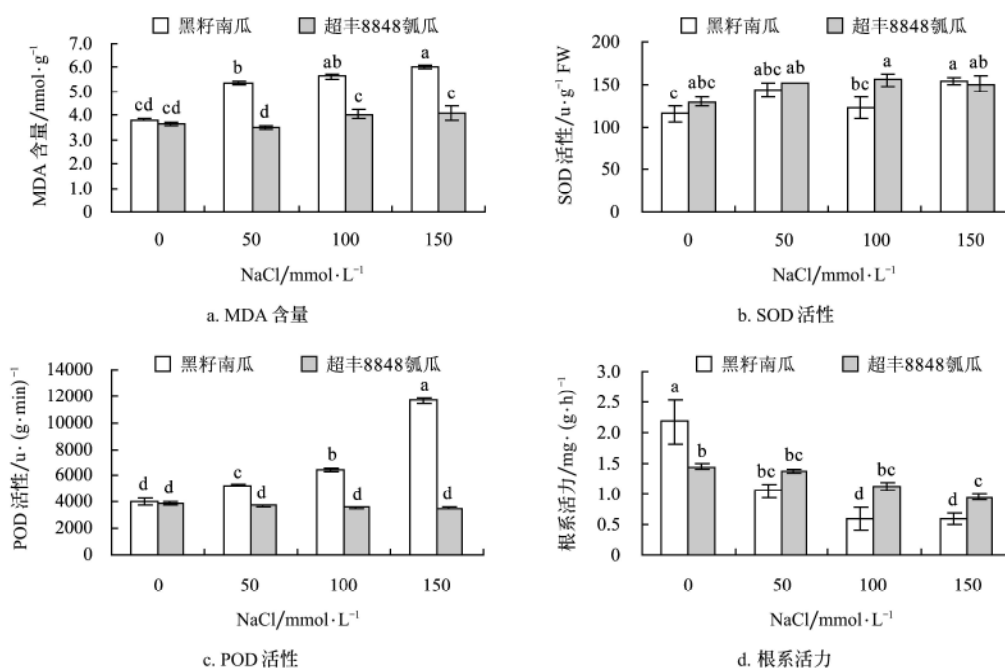 黑籽南瓜 超丰8848瓠瓜
MDA 含量/nmol·g⁻¹
7.0
6.0
5.0
4.0
3.0
2.0
1.0
0
cd cd b d ab c a c
0 50 100 150
NaCl/mmol·L⁻¹
a. MDA 含量
黑籽南瓜 超丰8848瓠瓜
SOD 活性/u·g⁻¹ FW
200
150
100
50
0
c abc abc ab bc a a ab
0 50 100 150
NaCl/mmol·L⁻¹
b. SOD 活性
黑籽南瓜 超丰8848瓠瓜
POD 活性/u·(g·min)⁻¹
14000
12000
10000
8000
6000
4000
2000
0
d d c d b d a d
0 50 100 150
NaCl/mmol·L⁻¹
c. POD 活性
黑籽南瓜 超丰8848瓠瓜
根系活力/mg·(g·h)⁻¹
3.0
2.5
2.0
1.5
1.0
0.5
0
a b bc bc d bc d c
0 50 100 150
NaCl/mmol·L⁻¹
d. 根系活力